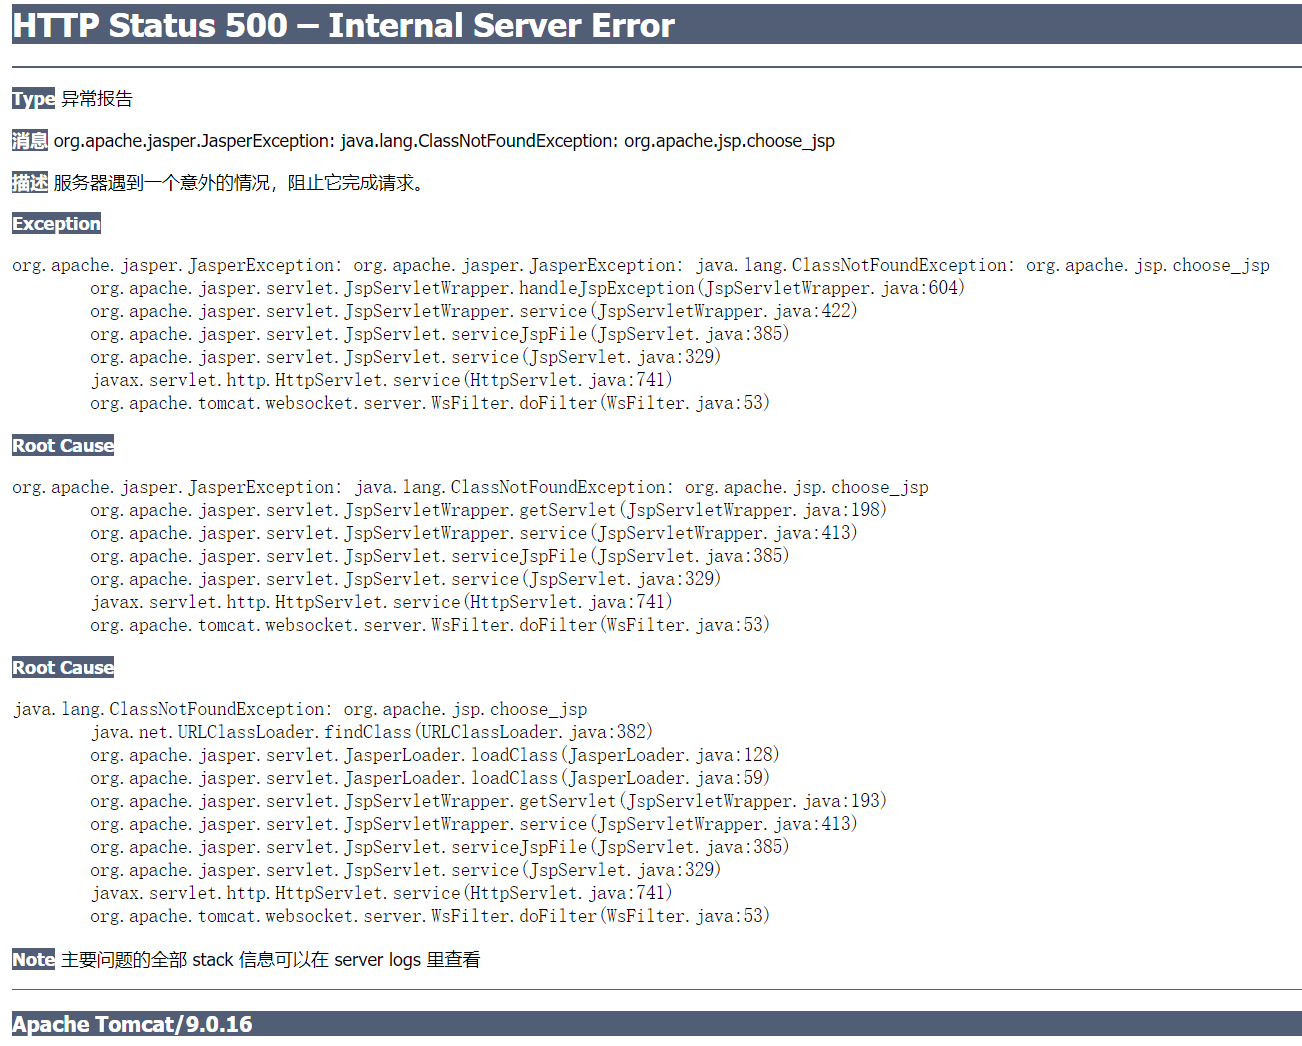 HTTP Status 500 – Internal Server Error
Type 异常报告
消息 org.apache.jasper.JasperException: java.lang.ClassNotFoundException: org.apache.jsp.choose_jsp
描述 服务器遇到一个意外的情况，阻止它完成请求。
Exception
org.apache.jasper.JasperException: org.apache.jasper.JasperException: java.lang.ClassNotFoundException: org.apache.jsp.choose_jsp
org.apache.jasper.servlet.JspServletWrapper.handleJspException(JspServletWrapper.java:604)
org.apache.jasper.servlet.JspServletWrapper.service(JspServletWrapper.java:422)
org.apache.jasper.servlet.JspServlet.serviceJspFile(JspServlet.java:385)
org.apache.jasper.servlet.JspServlet.service(JspServlet.java:329)
javax.servlet.http.HttpServlet.service(HttpServlet.java:741)
org.apache.tomcat.websocket.server.WsFilter.doFilter(WsFilter.java:53)
Root Cause
org.apache.jasper.JasperException: java.lang.ClassNotFoundException: org.apache.jsp.choose_jsp
org.apache.jasper.servlet.JspServletWrapper.getServlet(JspServletWrapper.java:198)
org.apache.jasper.servlet.JspServletWrapper.service(JspServletWrapper.java:413)
org.apache.jasper.servlet.JspServlet.serviceJspFile(JspServlet.java:385)
org.apache.jasper.servlet.JspServlet.service(JspServlet.java:329)
javax.servlet.http.HttpServlet.service(HttpServlet.java:741)
org.apache.tomcat.websocket.server.WsFilter.doFilter(WsFilter.java:53)
Root Cause
java.lang.ClassNotFoundException: org.apache.jsp.choose_jsp
java.net.URLClassLoader.findClass(URLClassLoader.java:382)
org.apache.jasper.servlet.JasperLoader.loadClass(JasperLoader.java:128)
org.apache.jasper.servlet.JasperLoader.loadClass(JasperLoader.java:59)
org.apache.jasper.servlet.JspServletWrapper.getServlet(JspServletWrapper.java:193)
org.apache.jasper.servlet.JspServletWrapper.service(JspServletWrapper.java:413)
org.apache.jasper.servlet.JspServlet.serviceJspFile(JspServlet.java:385)
org.apache.jasper.servlet.JspServlet.service(JspServlet.java:329)
javax.servlet.http.HttpServlet.service(HttpServlet.java:741)
org.apache.tomcat.websocket.server.WsFilter.doFilter(WsFilter.java:53)
Note 主要问题的全部 stack 信息可以在 server logs 里查看
Apache Tomcat/9.0.16